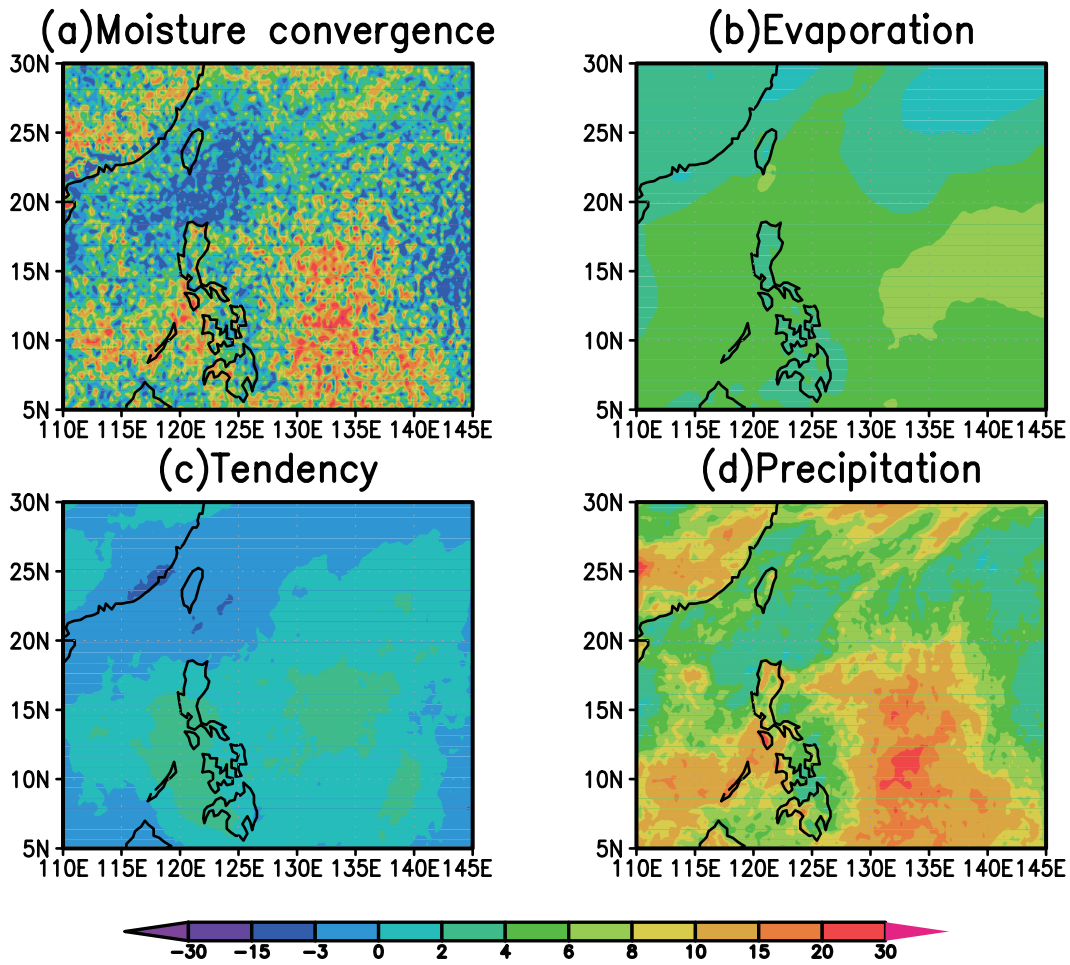 (a)Moisture convergence
(b)Evaporation
30N
25N
20N
15N
10N
5N
110E 115E 120E 125E 130E 135E 140E 145E
30N
25N
20N
15N
10N
5N
110E 115E 120E 125E 130E 135E 140E 145E
(c)Tendency
(d)Precipitation
30N
25N
20N
15N
10N
5N
110E 115E 120E 125E 130E 135E 140E 145E
30N
25N
20N
15N
10N
5N
110E 115E 120E 125E 130E 135E 140E 145E
-30 -15 -3 0 2 4 6 8 10 15 20 30